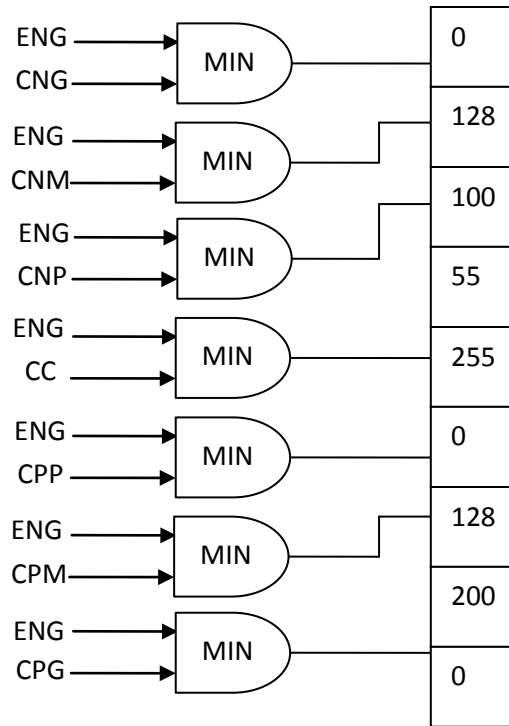 ENG
CNG
MIN
0
ENG
CNM
MIN
128
ENG
CNP
MIN
100
55
ENG
CC
MIN
255
ENG
CPP
MIN
0
ENG
CPM
MIN
128
200
ENG
CPG
MIN
0